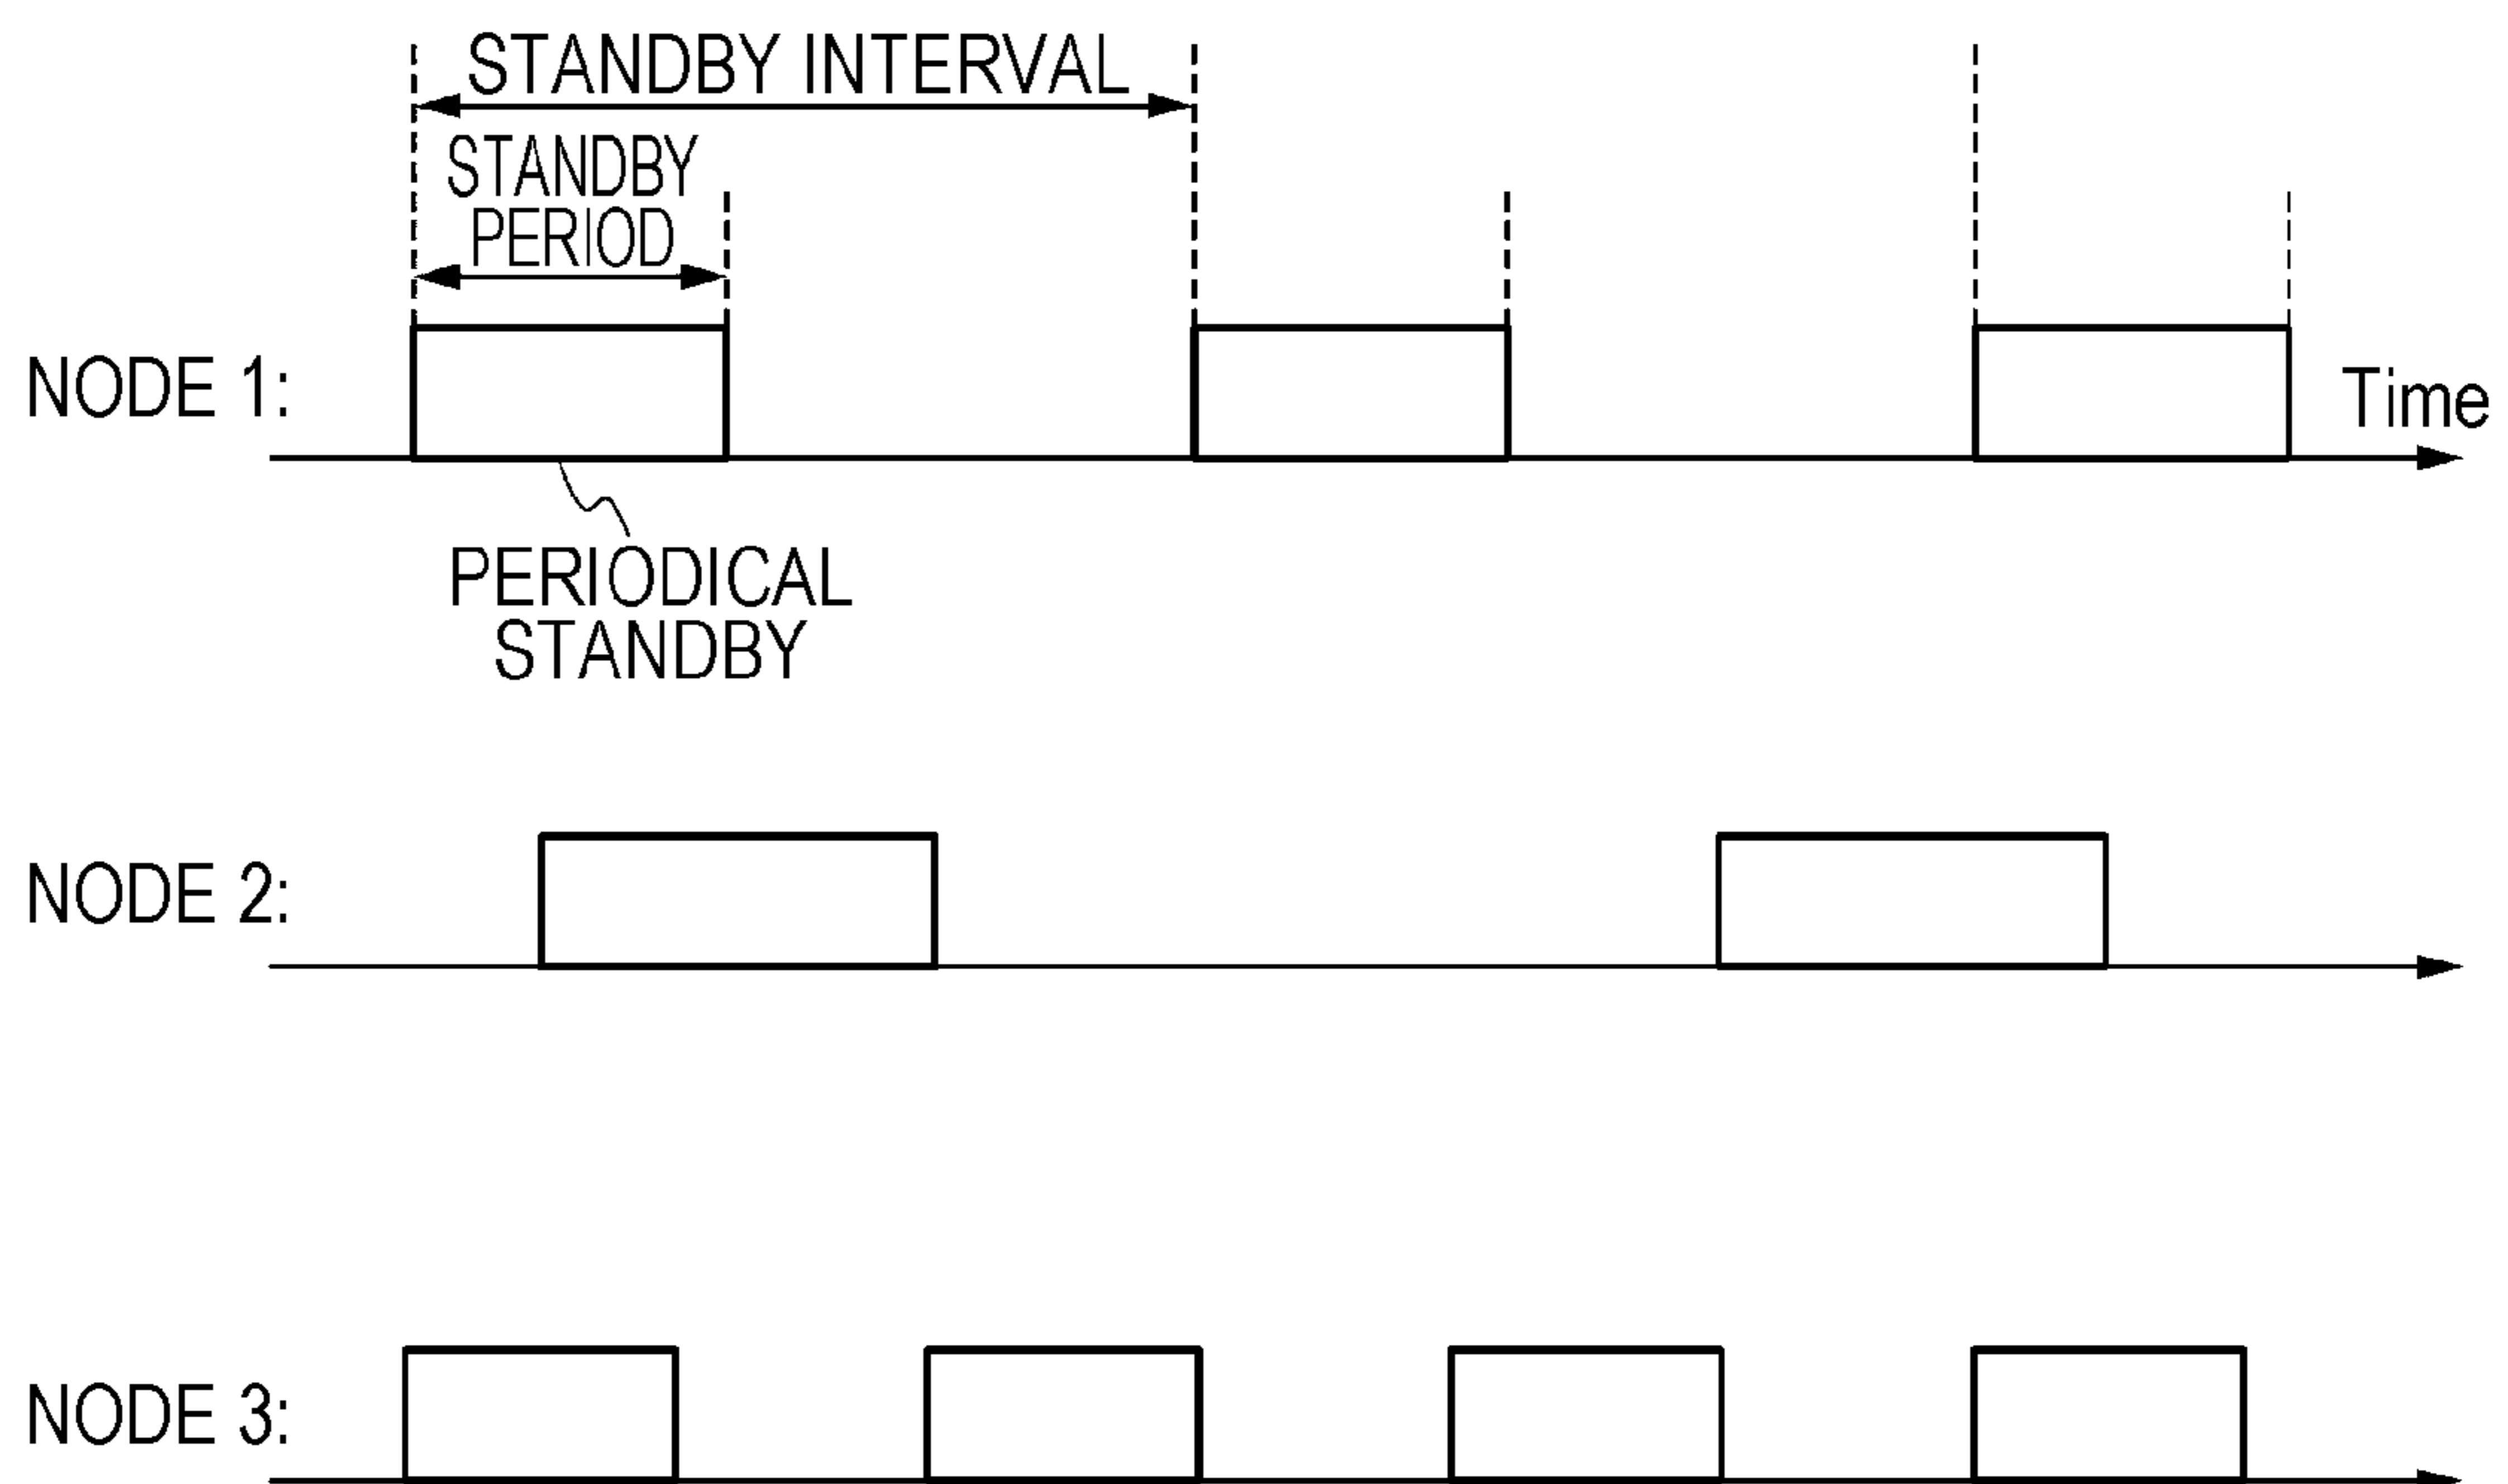 STANDBY INTERVAL
STANDBY
PERIOD
NODE 1:
Time
PERIODICAL
STANDBY
NODE 2:
NODE 3: